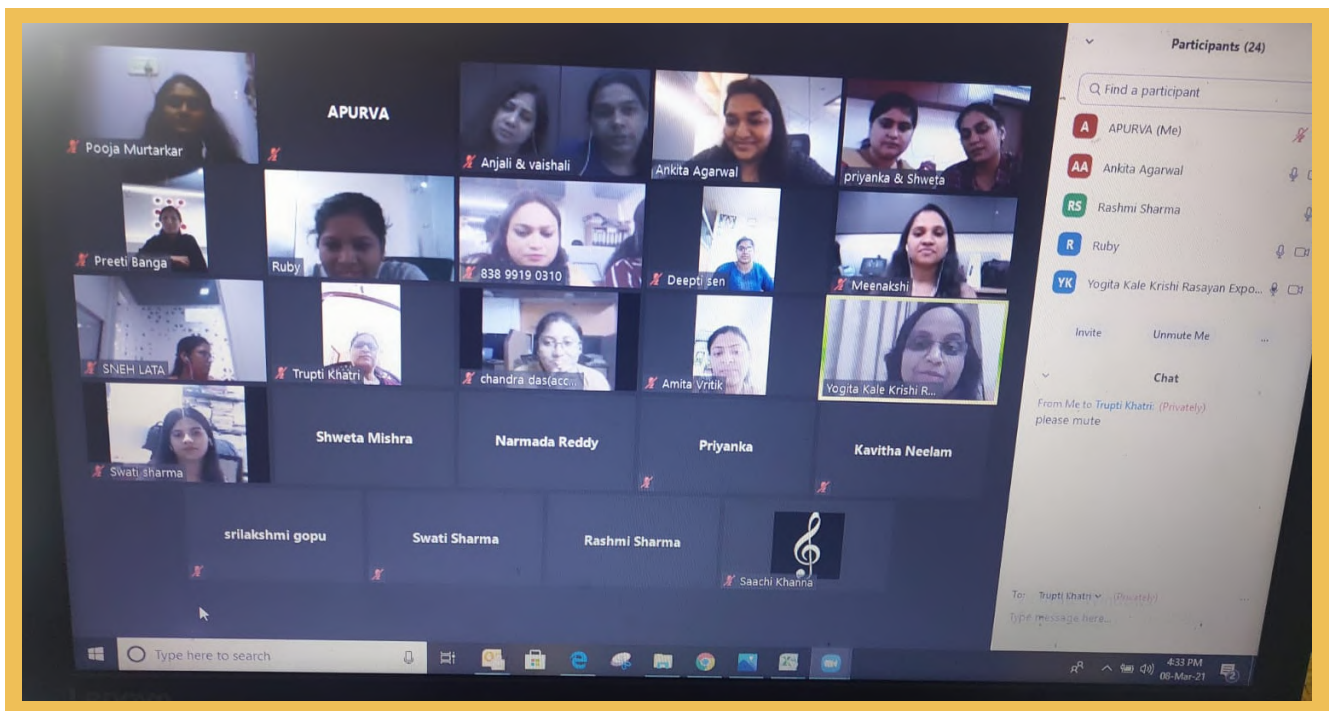 Participants (24)
Find a participant
A APURVA (Me)
AA Ankita Agarwal
RS Rashmi Sharma
R Ruby
YK Yogita Kale Krishi Rasayan Expo...
Invite Unmute Me ...
Chat
From Me to Trupti Khatri: (Privately)
please mute
To: Trupti Khatri (Privately)
Type message here...
Pooja Murtarkar
APURVA
Anjali & vaishali
Ankita Agarwal
priyanka & Shweta
Preeti Banga
Ruby
838 9919 0310
Deepti sen
Meenakshi
SNEH LATA
Trupti Khatri
chandra das(acc...
Amita Vritik
Yogita Kale Krishi R...
Swati sharma
Shweta Mishra
Narmada Reddy
Priyanka
Kavitha Neelam
srilakshmi gopu
Swati Sharma
Rashmi Sharma
Saachi Khanna
Type here to search
4:33 PM
08-Mar-21
2